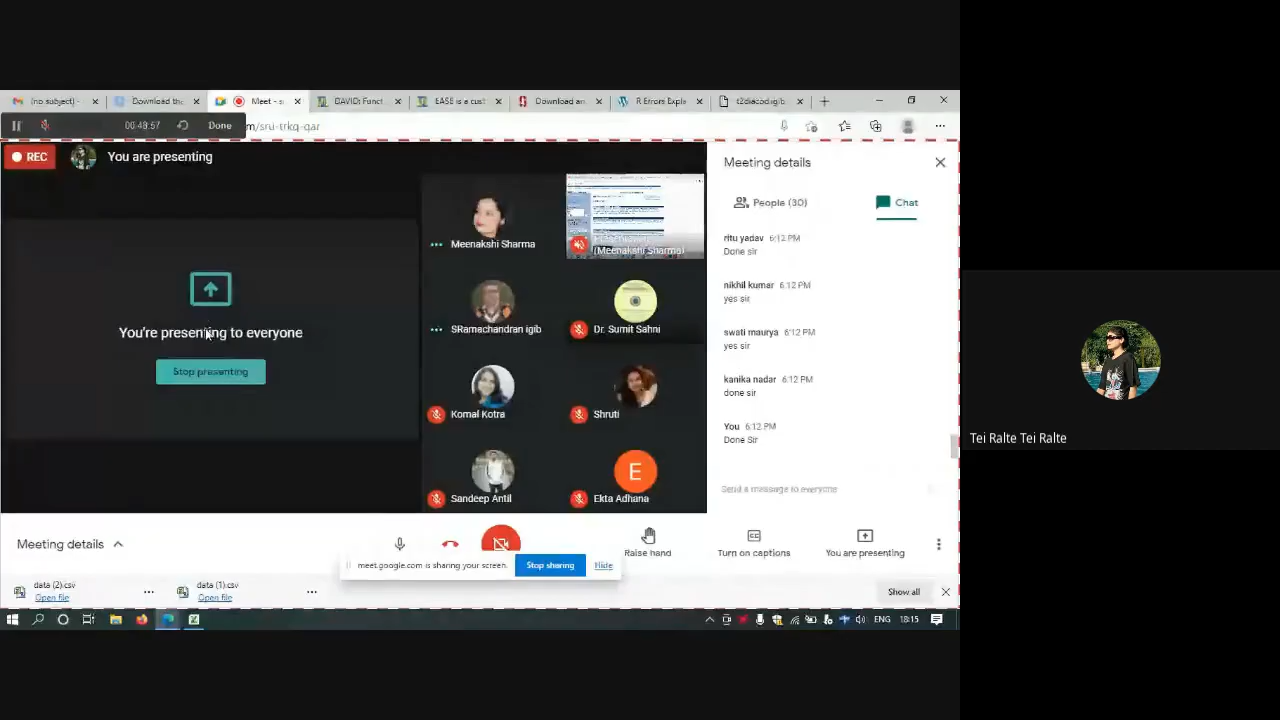 (no subject) -
Download th
Meet - s
DAVID: Funct
EASE is a cus
Download an
R Errors Expla
00:48:57
Done
m/sru-trkq-qar
REC
You are presenting
You're presenting to everyone
Stop presenting
Meenakshi Sharma
(Meenakshi Sharma)
SRamachandran igib
Dr. Sumit Sahni
Komal Kotra
Shruti
Sandeep Antil
E
Ekta Adhana
Meeting details
People (30)
Chat
ritu yadav 6:12 PM
Done sir
nikhil kumar 6:12 PM
yes sir
swati maurya 6:12 PM
yes sir
kanika nadar 6:12 PM
done sir
You 6:12 PM
Done Sir
Send a message to everyone
Tei Ralte Tei Ralte
Meeting details
Raise hand
Turn on captions
You are presenting
meet.google.com is sharing your screen.
Stop sharing
Hide
data (2).csv
Open file
data (1).csv
Open file
Show all
ENG
18:15